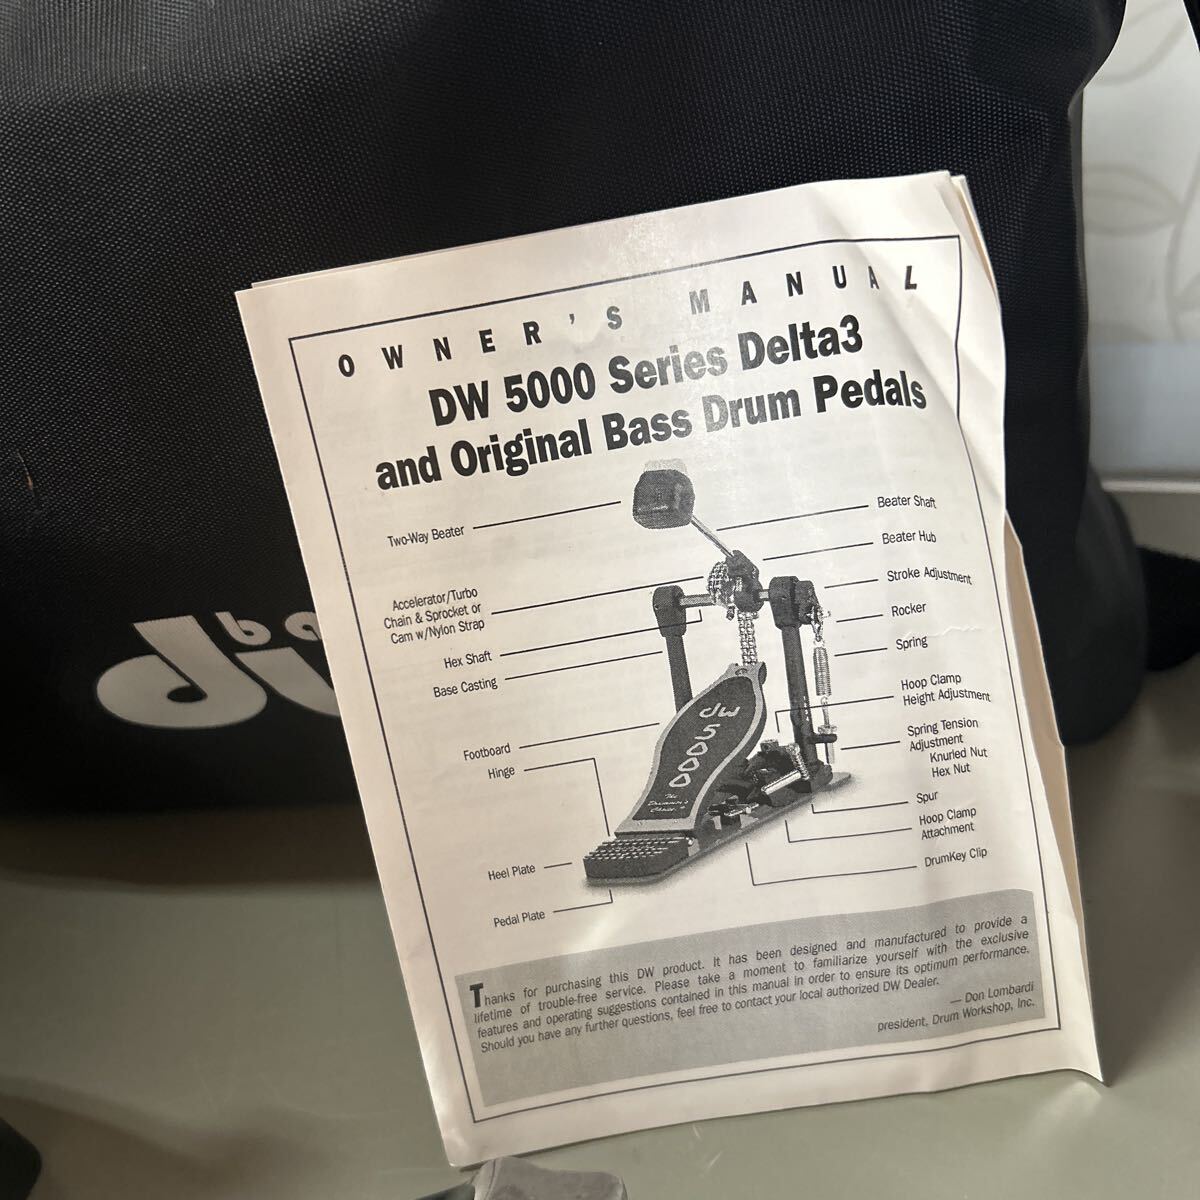 OWNER'S MANUAL
DW 5000 Series Delta3
and Original Bass Drum Pedals
Two-Way Beater
Accelerator/Turbo
Chain & Sprocket or
Cam w/Nylon Strap
Hex Shaft
Base Casting
Footboard
Hinge
Heel Plate
Pedal Plate
Beater Shaft
Beater Hub
Stroke Adjustment
Rocker
Spring
Hoop Clamp
Height Adjustment
Spring Tension
Adjustment
Knurled Nut
Hex Nut
Spur
Hoop Clamp
Attachment
DrumKey Clip
dw
5000
The
Drummer's
Choice
Thanks for purchasing this DW product. It has been designed and manufactured to provide a
lifetime of trouble-free service. Please take a moment to familiarize yourself with the exclusive
features and operating suggestions contained in this manual in order to ensure its optimum performance.
Should you have any further questions, feel free to contact your local authorized DW Dealer.
— Don Lombardi
president, Drum Workshop, Inc.